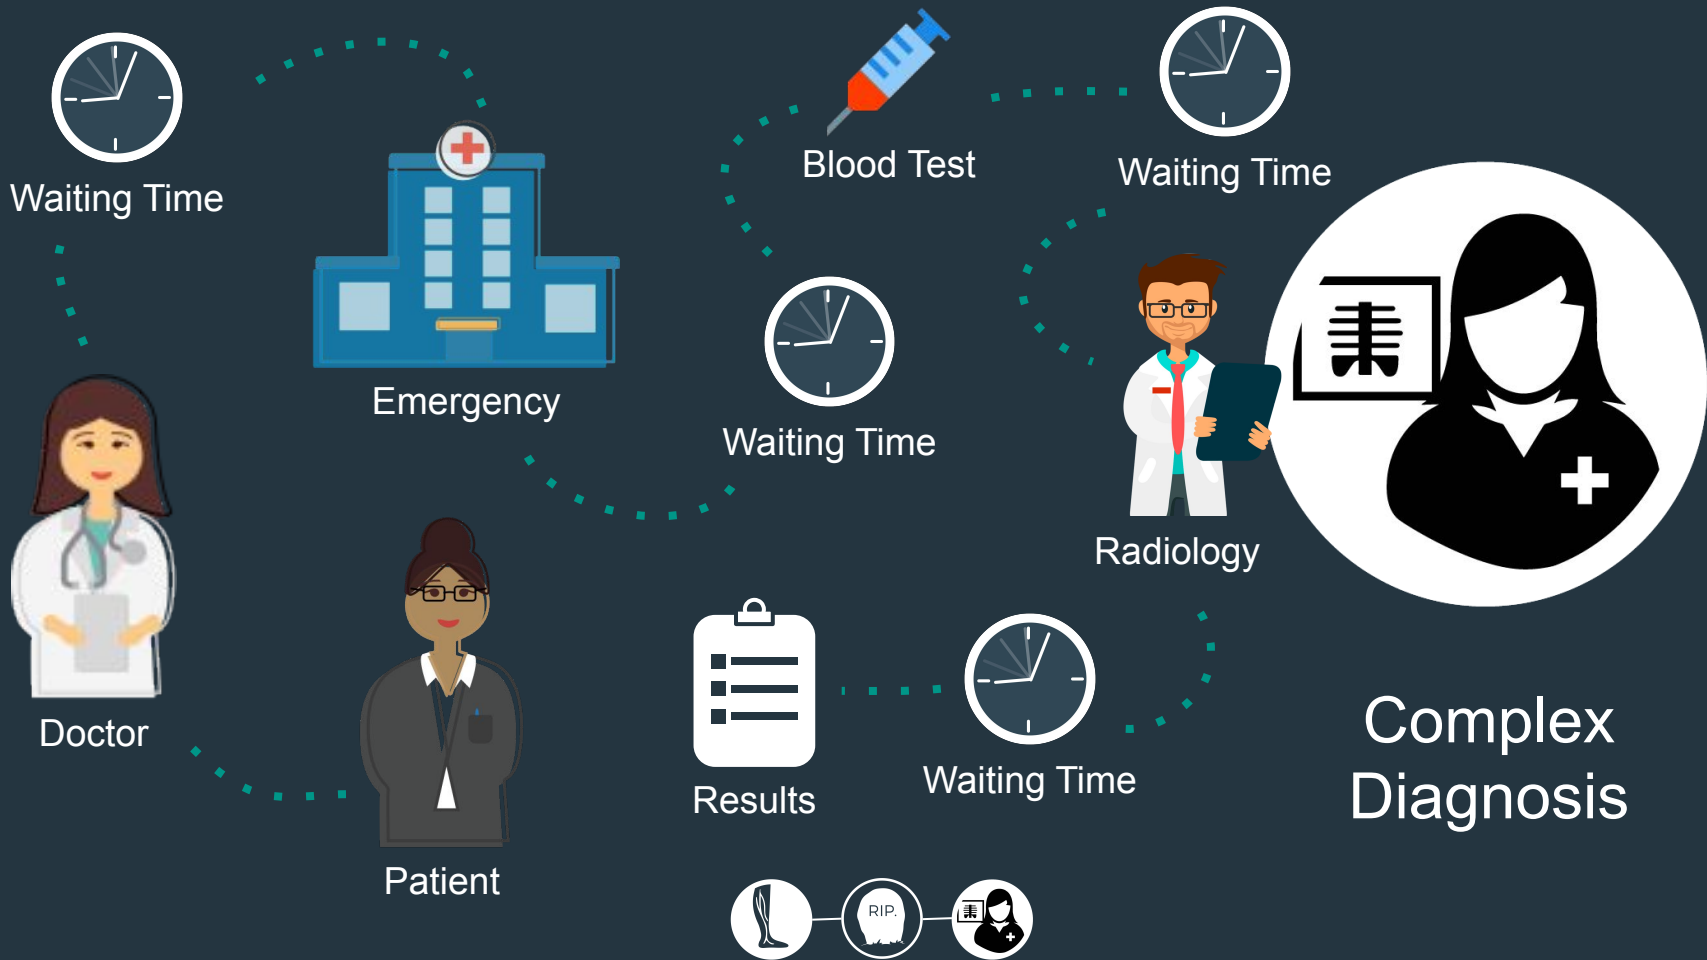 Waiting Time
Blood Test
Waiting Time
Emergency
Waiting Time
Radiology
Doctor
Results
Waiting Time
Patient
Complex
Diagnosis
RIP.